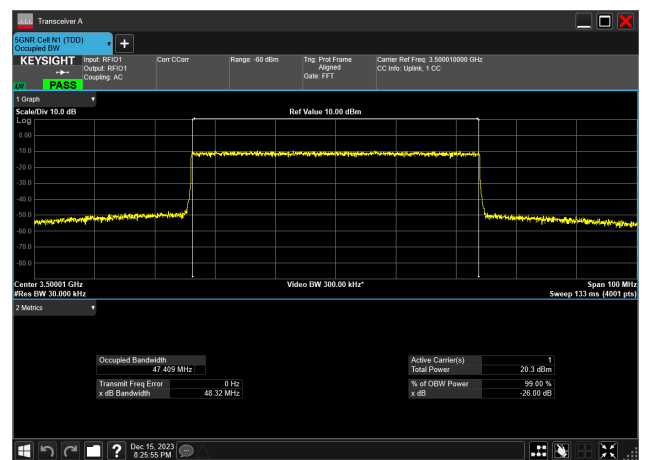 Transceiver A
5GNR Cell N1 (TDD)
Occupied BW
KEYSIGHT Input: RFIO1 Corr CCorr Range: -60 dBm Trig: Prot Frame Carrier Ref Freq: 3.500010000 GHz
Output: RFIO1 Aligned CC Info: Uplink, 1 CC
Coupling: AC Gate: FFT
LV PASS
1 Graph
Scale/Div 10.0 dB Ref Value 10.00 dBm
Log
0.00
-10.0
-20.0
-30.0
-40.0
-50.0
-60.0
-70.0
-80.0
Center 3.50001 GHz Video BW 300.00 kHz* Span 100 MHz
#Res BW 30.000 kHz Sweep 133 ms (4001 pts)
2 Metrics
Occupied Bandwidth Active Carrier(s) 1
47.409 MHz Total Power 20.3 dBm
Transmit Freq Error 0 Hz % of OBW Power 99.00 %
x dB Bandwidth 48.32 MHz x dB -26.00 dB
? Dec 15, 2023
8:25:55 PM